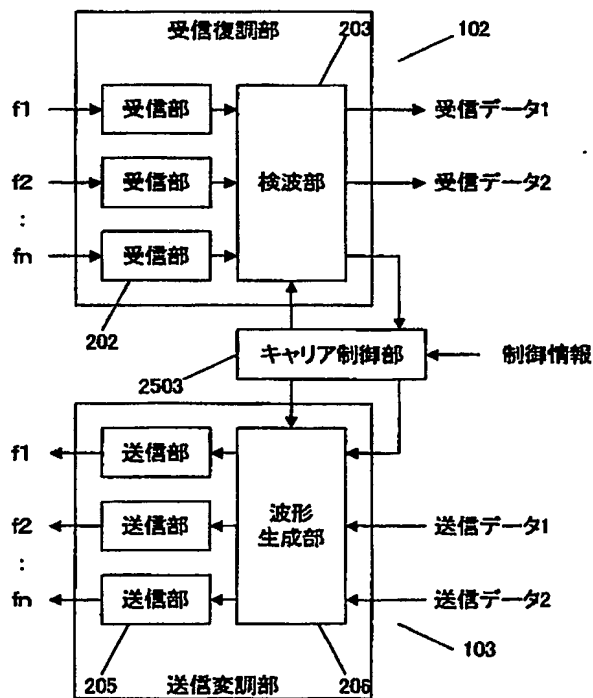 受信復調部
203
102
f1
受信部
受信データ1
f2
受信部
検波部
受信データ2
:
fn
受信部
202
キャリア制御部
制御情報
2503
f1
送信部
f2
送信部
波形
生成部
送信データ1
:
fn
送信部
送信データ2
205
送信変調部
206
103